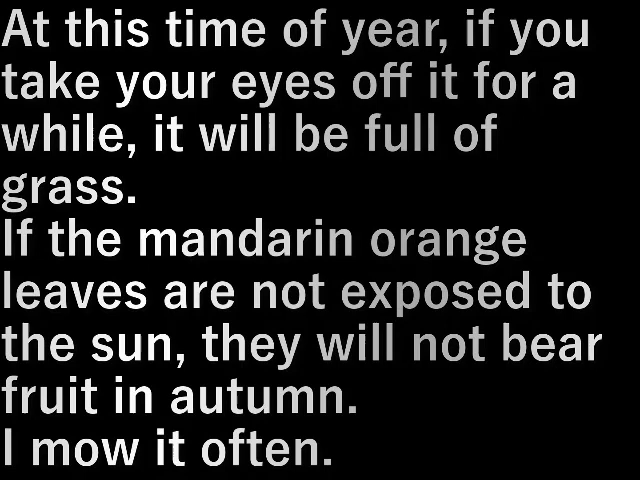 At this time of year, if you
take your eyes off it for a
while, it will be full of
grass.
If the mandarin orange
leaves are not exposed to
the sun, they will not bear
fruit in autumn.
I mow it often.